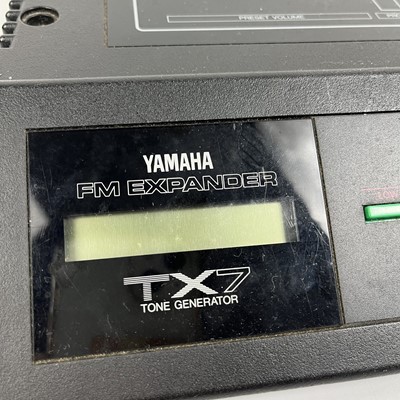 PRESET VOLUME
YAMAHA
FM EXPANDER
TX7
TONE GENERATOR